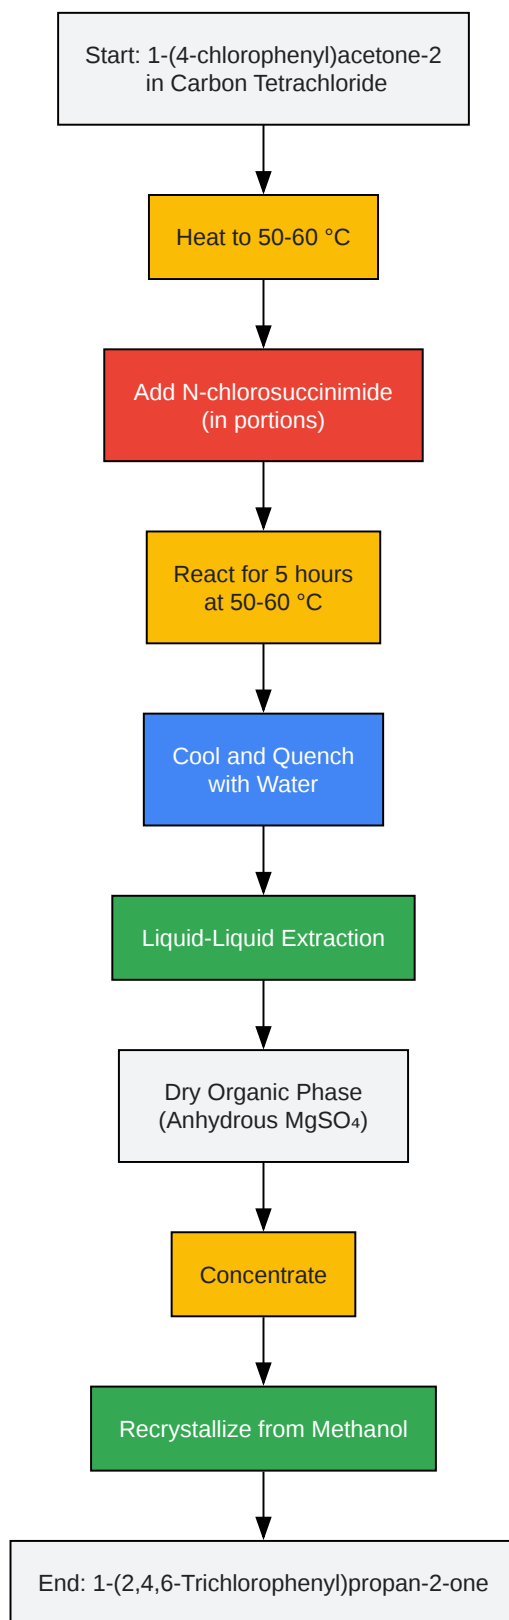 Start: 1-(4-chlorophenyl)acetone-2
in Carbon Tetrachloride
Heat to 50-60 °C
Add N-chlorosuccinimide
(in portions)
React for 5 hours
at 50-60 °C
Cool and Quench
with Water
Liquid-Liquid Extraction
Dry Organic Phase
(Anhydrous MgSO₄)
Concentrate
Recrystallize from Methanol
End: 1-(2,4,6-Trichlorophenyl)propan-2-one